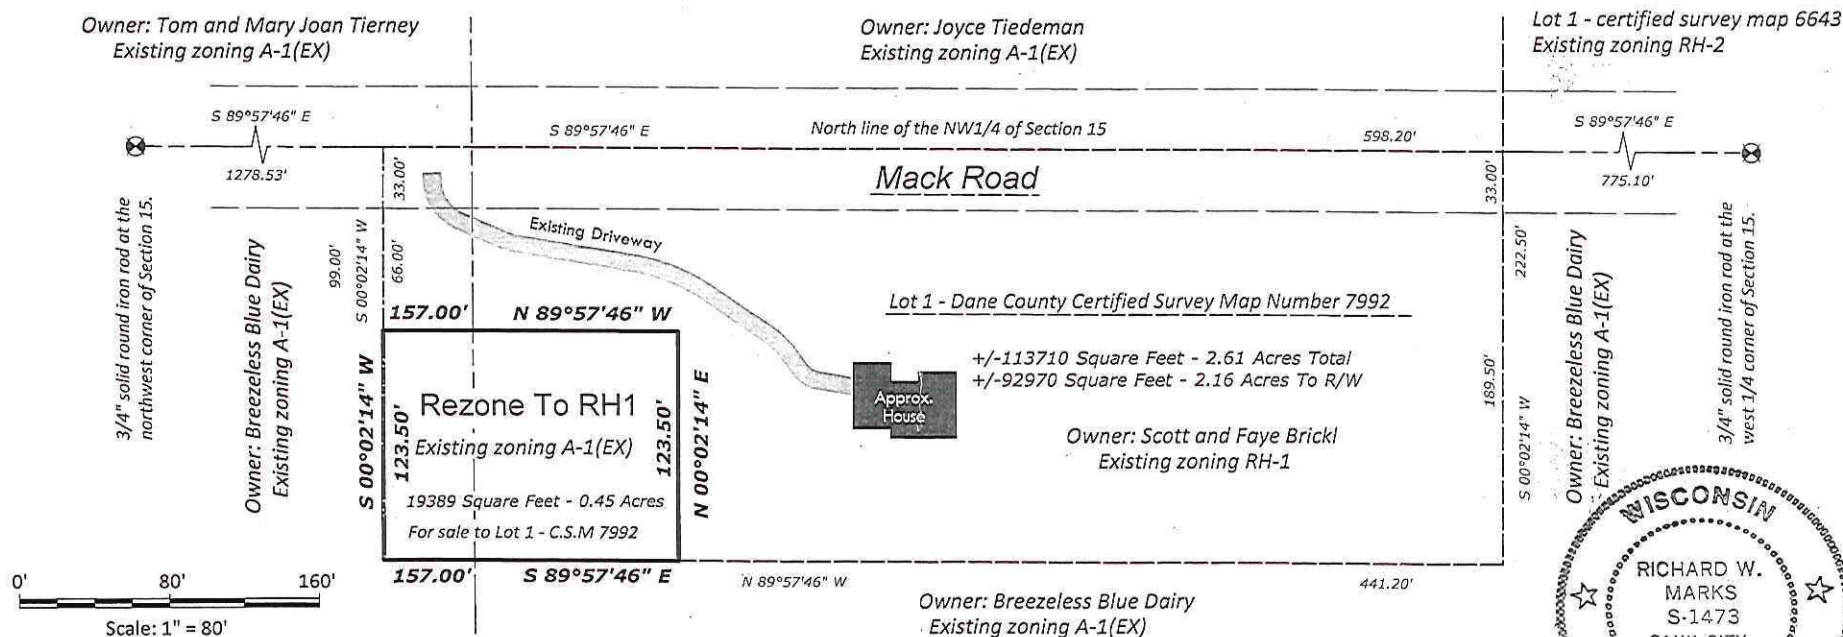 Owner: Tom and Mary Joan Tierney
Existing zoning A-1(EX)
Owner: Joyce Tiedeman
Existing zoning A-1(EX)
Lot 1 - certified survey map 6643
Existing zoning RH-2
S 89°57'46" E
1278.53'
S 89°57'46" E
North line of the NW1/4 of Section 15
598.20'
S 89°57'46" E
775.10'
Mack Road
33.00'
33.00'
3/4" solid round iron rod at the
northwest corner of Section 15.
Owner: Breezeless Blue Dairy
Existing zoning A-1(EX)
99.00'
S 00°02'14" W
66.00'
Existing Driveway
222.50'
Owner: Breezeless Blue Dairy
Existing zoning A-1(EX)
3/4" solid round iron rod at the
west 1/4 corner of Section 15.
157.00' N 89°57'46" W
Lot 1 - Dane County Certified Survey Map Number 7992
+/-113710 Square Feet - 2.61 Acres Total
+/-92970 Square Feet - 2.16 Acres To R/W
189.50'
S 00°02'14" W
S 00°02'14" W
123.50'
Rezone To RH1
Existing zoning A-1(EX)
19389 Square Feet - 0.45 Acres
For sale to Lot 1 - C.S.M 7992
123.50'
N 00°02'14" E
Approx.
House
Owner: Scott and Faye Brickl
Existing zoning RH-1
157.00' S 89°57'46" E
N 89°57'46" W
441.20'
Owner: Breezeless Blue Dairy
Existing zoning A-1(EX)
0' 80' 160'
Scale: 1" = 80'
WISCONSIN
RICHARD W.
MARKS
S-1473